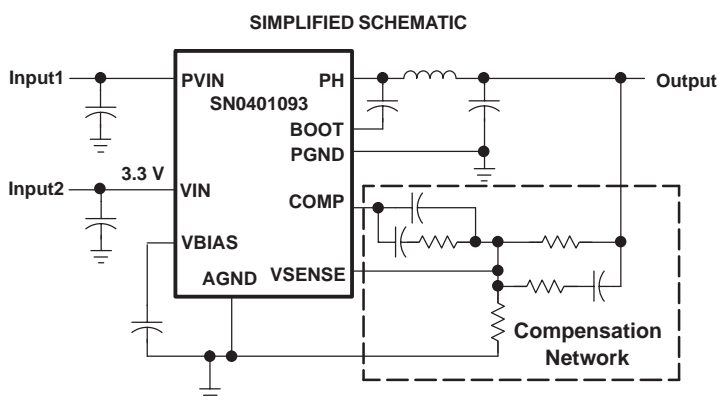 SIMPLIFIED SCHEMATIC
Input1
PVIN
PH
Output
SN0401093
BOOT
PGND
3.3 V
Input2
VIN
COMP
VBIAS
AGND
VSENSE
Compensation
Network